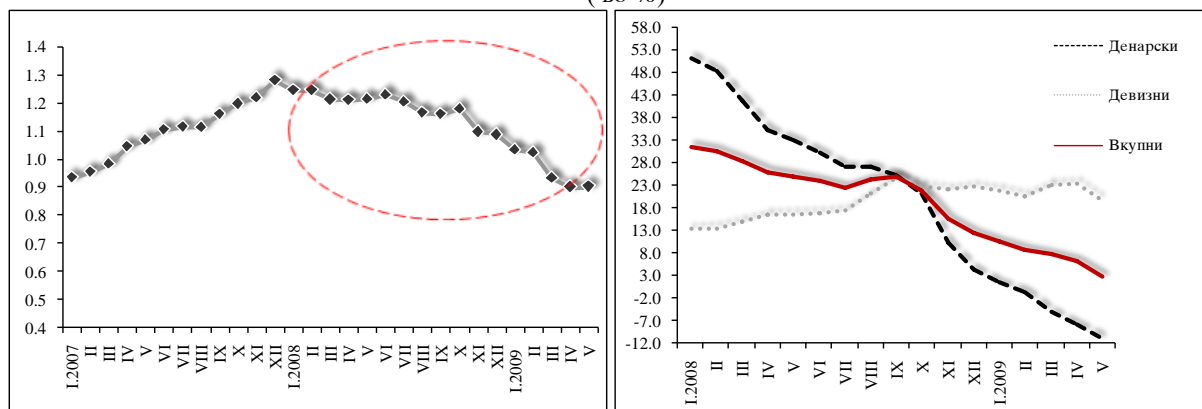 ( во %)
1.4
1.3
1.2
1.1
1.0
0.9
0.8
0.7
0.6
0.5
0.4
I.2007
II
III
IV
V
VI
VII
VIII
IX
X
XI
XII
I.2008
II
III
IV
V
VI
VII
VIII
IX
X
XI
XII
I.2009
II
III
IV
V
58.0
53.0
48.0
43.0
38.0
33.0
28.0
23.0
18.0
13.0
8.0
3.0
-2.0
-7.0
-12.0
Денарски
Девизни
Вкупни
I.2008
II
III
IV
V
VI
VII
VIII
IX
X
XI
XII
I.2009
II
III
IV
V